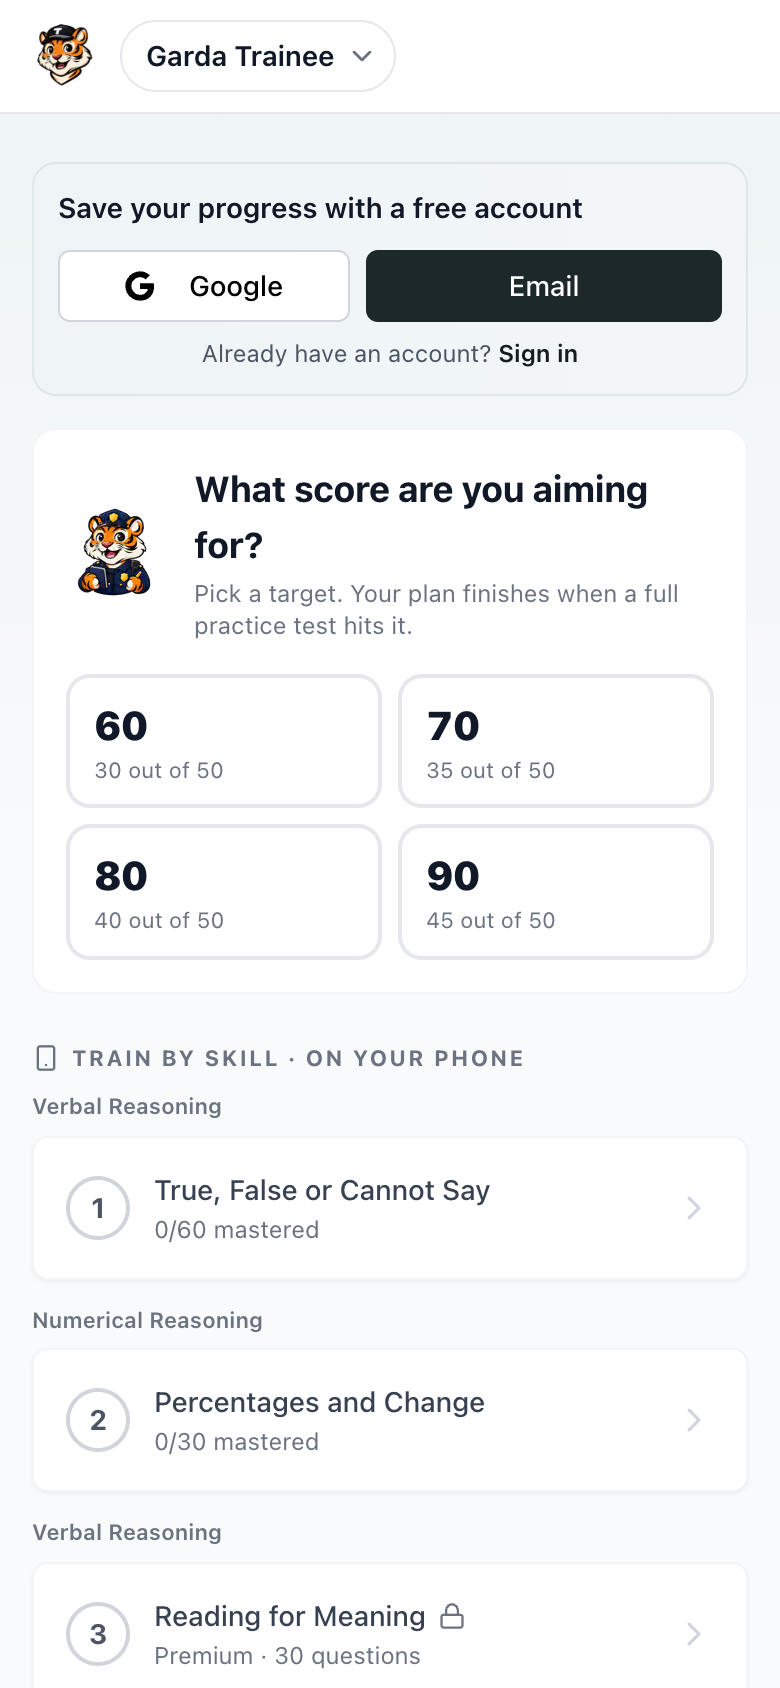 Garda Trainee
Save your progress with a free account
Google
Email
Already have an account? Sign in
What score are you aiming
for?
Pick a target. Your plan finishes when a full
practice test hits it.
60
30 out of 50
70
35 out of 50
80
40 out of 50
90
45 out of 50
TRAIN BY SKILL · ON YOUR PHONE
Verbal Reasoning
1
True, False or Cannot Say
0/60 mastered
Numerical Reasoning
2
Percentages and Change
0/30 mastered
Verbal Reasoning
3
Reading for Meaning
Premium · 30 questions